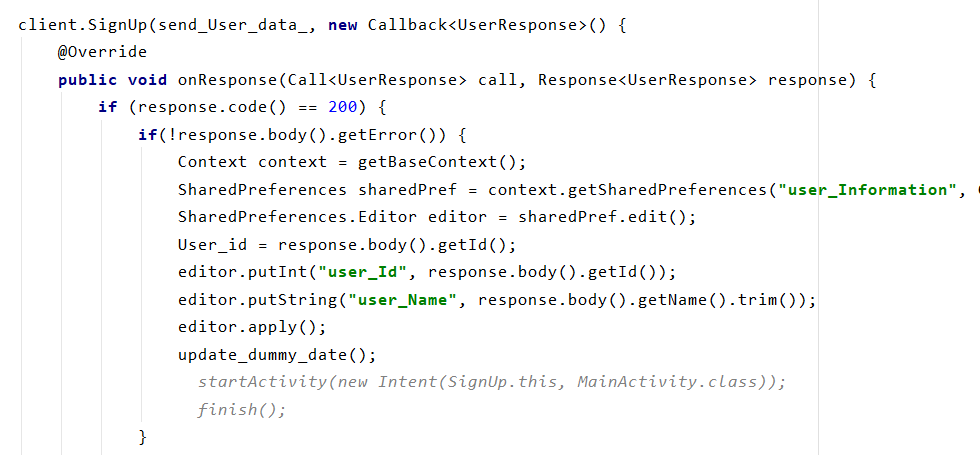 client.SignUp(send_User_data_, new Callback<UserResponse>() {
@Override
public void onResponse(Call<UserResponse> call, Response<UserResponse> response) {
if (response.code() == 200) {
if(!response.body().getError()) {
Context context = getBaseContext();
SharedPreferences sharedPref = context.getSharedPreferences("user_Information",
SharedPreferences.Editor editor = sharedPref.edit();
User_id = response.body().getId();
editor.putInt("user_Id", response.body().getId());
editor.putString("user_Name", response.body().getName().trim());
editor.apply();
update_dummy_date();
startActivity(new Intent(SignUp.this, MainActivity.class));
finish();
}